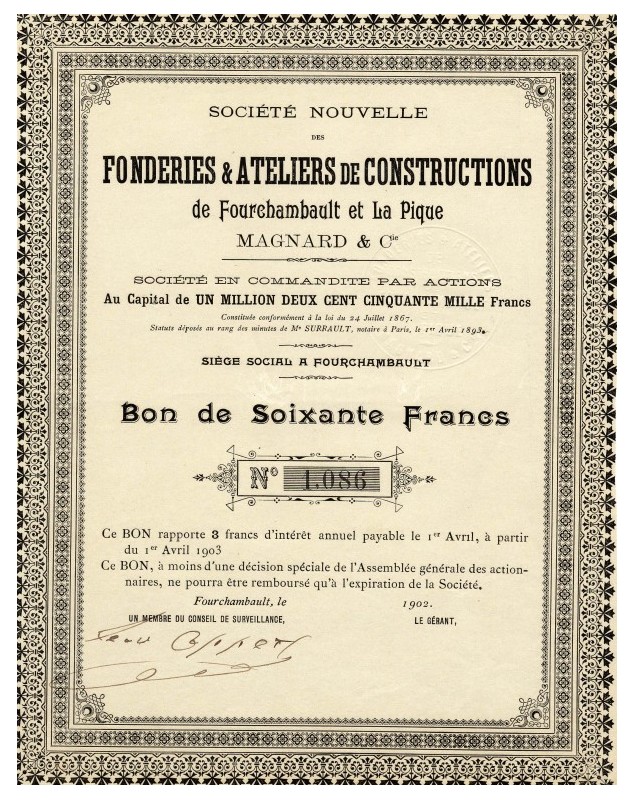 SOCIÉTÉ NOUVELLE
DES
FONDERIES & ATELIERS DE CONSTRUCTIONS
de Fourchambault et La Pique
MAGNARD & Cie
SOCIÉTÉ EN COMMANDITE PAR ACTIONS
Au Capital de UN MILLION DEUX CENT CINQUANTE MILLE Francs
Constituée conformément à la loi du 24 Juillet 1867.
Statuts déposés au rang des minutes de Me SURRAULT, notaire à Paris, le 1er Avril 1893.
SIÈGE SOCIAL A FOURCHAMBAULT
Bon de Soixante Francs
No 1.086
Ce BON rapporte 3 francs d'intérêt annuel payable le 1er Avril, à partir
du 1er Avril 1903
Ce BON, à moins d'une décision spéciale de l'Assemblée générale des action-
naires, ne pourra être remboursé qu'à l'expiration de la Société.
Fourchambault, le 1902.
UN MEMBRE DU CONSEIL DE SURVEILLANCE, LE GÉRANT,